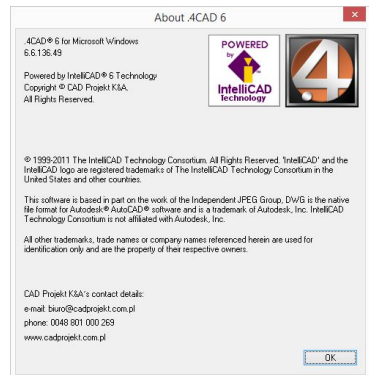 About .4CAD 6
.4CAD® 6 for Microsoft Windows
6.6.136.49
Powered by IntelliCAD® 6 Technology
Copyright © CAD Projekt K&A.
All Rights Reserved.
POWERED
by
IntelliCAD
Technology
.4
© 1999-2011 The IntelliCAD Technology Consortium. All Rights Reserved. 'IntelliCAD' and the
IntelliCAD logo are registered trademarks of The InstelliCAD Technology Consortium in the
United States and other countries.
This software is based in part on the work of the Independent JPEG Group, DWG is the native
file format for Autodesk® AutoCAD® software and is a trademark of Autodesk, Inc. IntelliCAD
Technology Consortium is not affiliated with Autodesk, Inc.
All other trademarks, trade names or company names referenced herein are used for
identification only and are the property of their respective owners.
CAD Projekt K&A's contact details:
e-mail: biuro@cadprojekt.com.pl
phone: 0048 801 000 269
www.cadprojekt.com.pl
OK